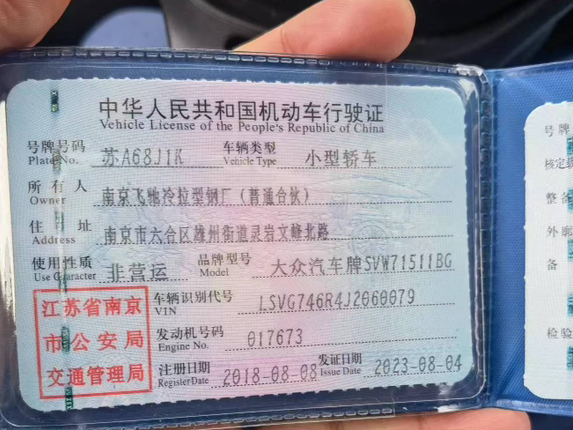 中华人民共和国机动车行驶证
Vehicle License of the People's Republic of China
号牌号码 苏A68J1K 车辆类型 小型轿车
Plate No. Vehicle Type
所有人 南京飞驰冷拉型钢厂（普通合伙）
Owner
住址 南京市六合区雄州街道灵岩文峰北路
Address
使用性质 非营运 品牌型号 大众汽车牌SVW71511BG
Use Character Model
江苏省南京
市公安局
交通管理局
车辆识别代号 LSVG746R4J2060079
VIN
发动机号码 017673
Engine No.
注册日期 2018-08-08 发证日期 2023-08-04
Register Date Issue Date
号牌
核定载
整备
外廓
备
检验